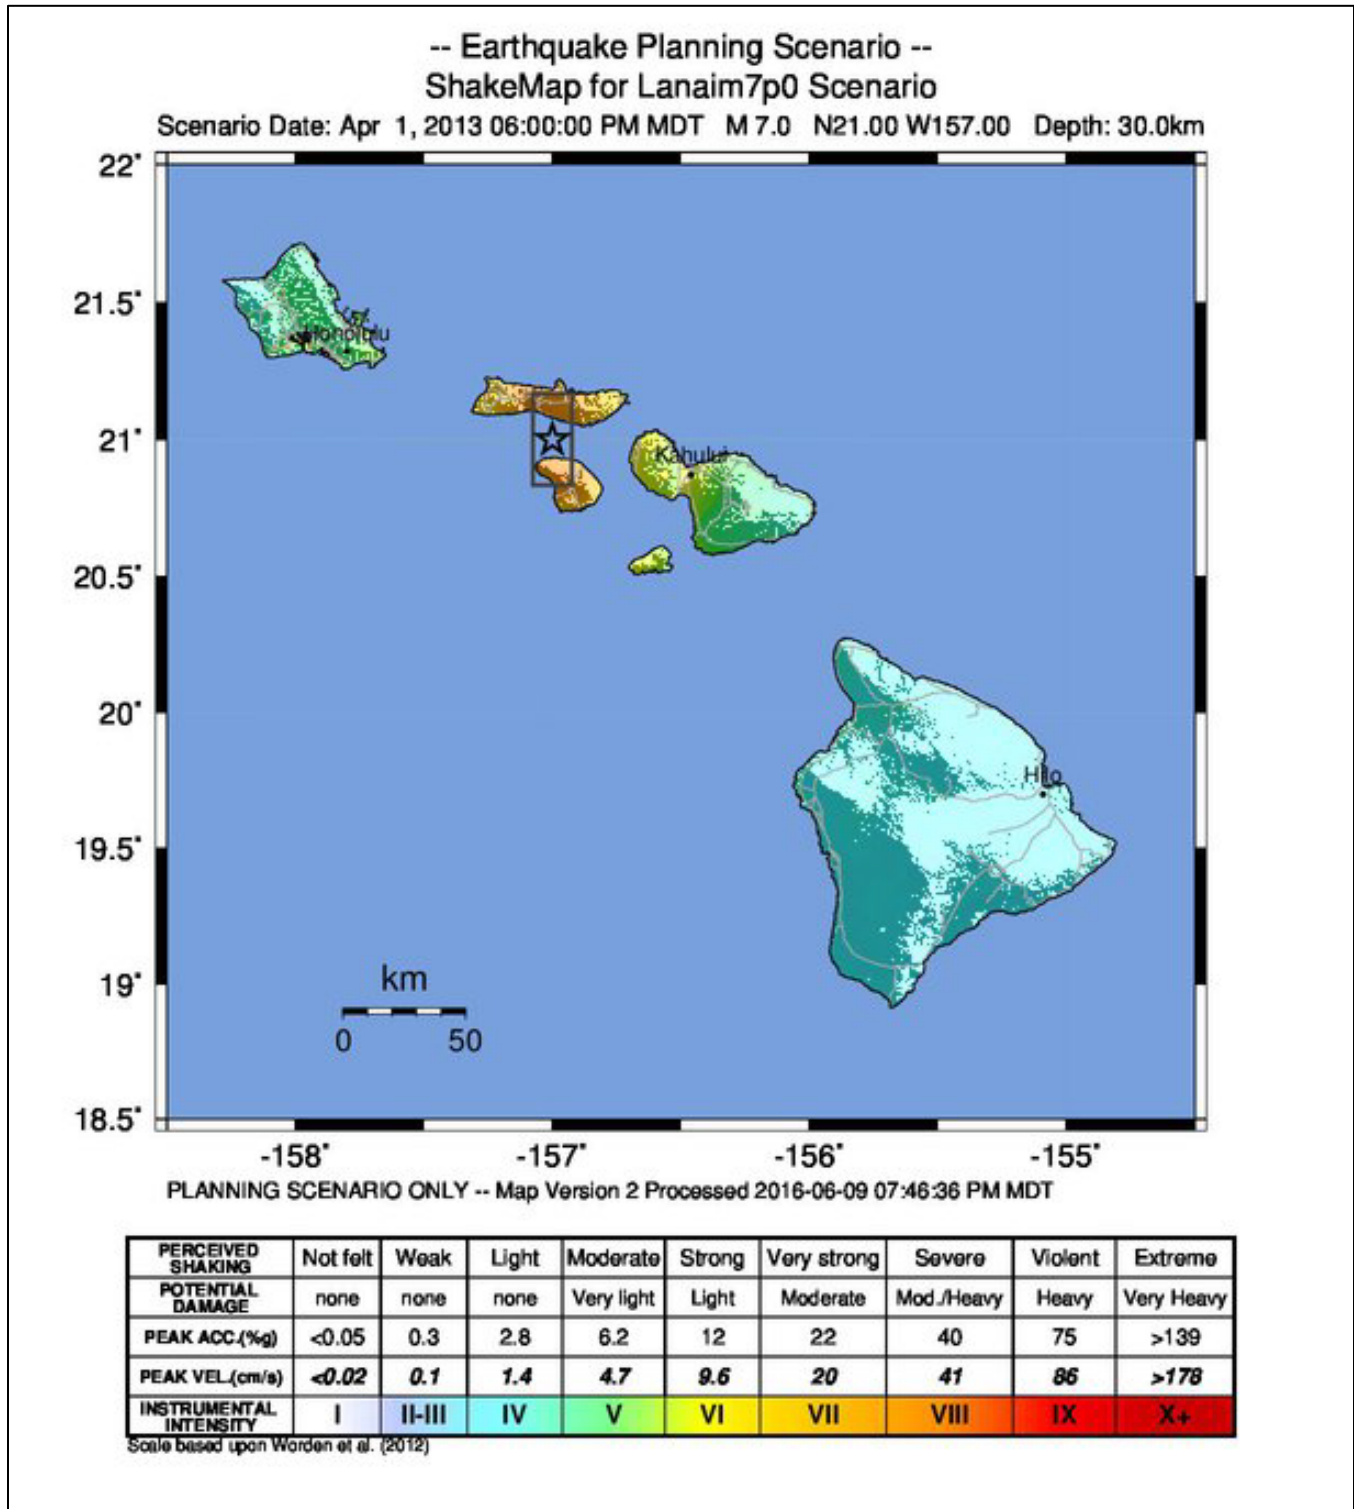 -- Earthquake Planning Scenario --
ShakeMap for Lanaim7p0 Scenario
Scenario Date: Apr 1, 2013 06:00:00 PM MDT M 7.0 N21.00 W157.00 Depth: 30.0km
22°
21.5°
Honolulu
21°
Kahului
20.5°
20°
Hilo
19.5°
19°
km
0 50
18.5°
-158° -157° -156° -155°
PLANNING SCENARIO ONLY -- Map Version 2 Processed 2016-06-09 07:46:36 PM MDT
PERCEIVED SHAKING Not felt Weak Light Moderate Strong Very strong Severe Violent Extreme
POTENTIAL DAMAGE none none none Very light Light Moderate Mod./Heavy Heavy Very Heavy
PEAK ACC.(%g) <0.05 0.3 2.8 6.2 12 22 40 75 >139
PEAK VEL.(cm/s) <0.02 0.1 1.4 4.7 9.6 20 41 86 >178
INSTRUMENTAL INTENSITY I II-III IV V VI VII VIII IX X+
Scale based upon Worden et al. (2012)